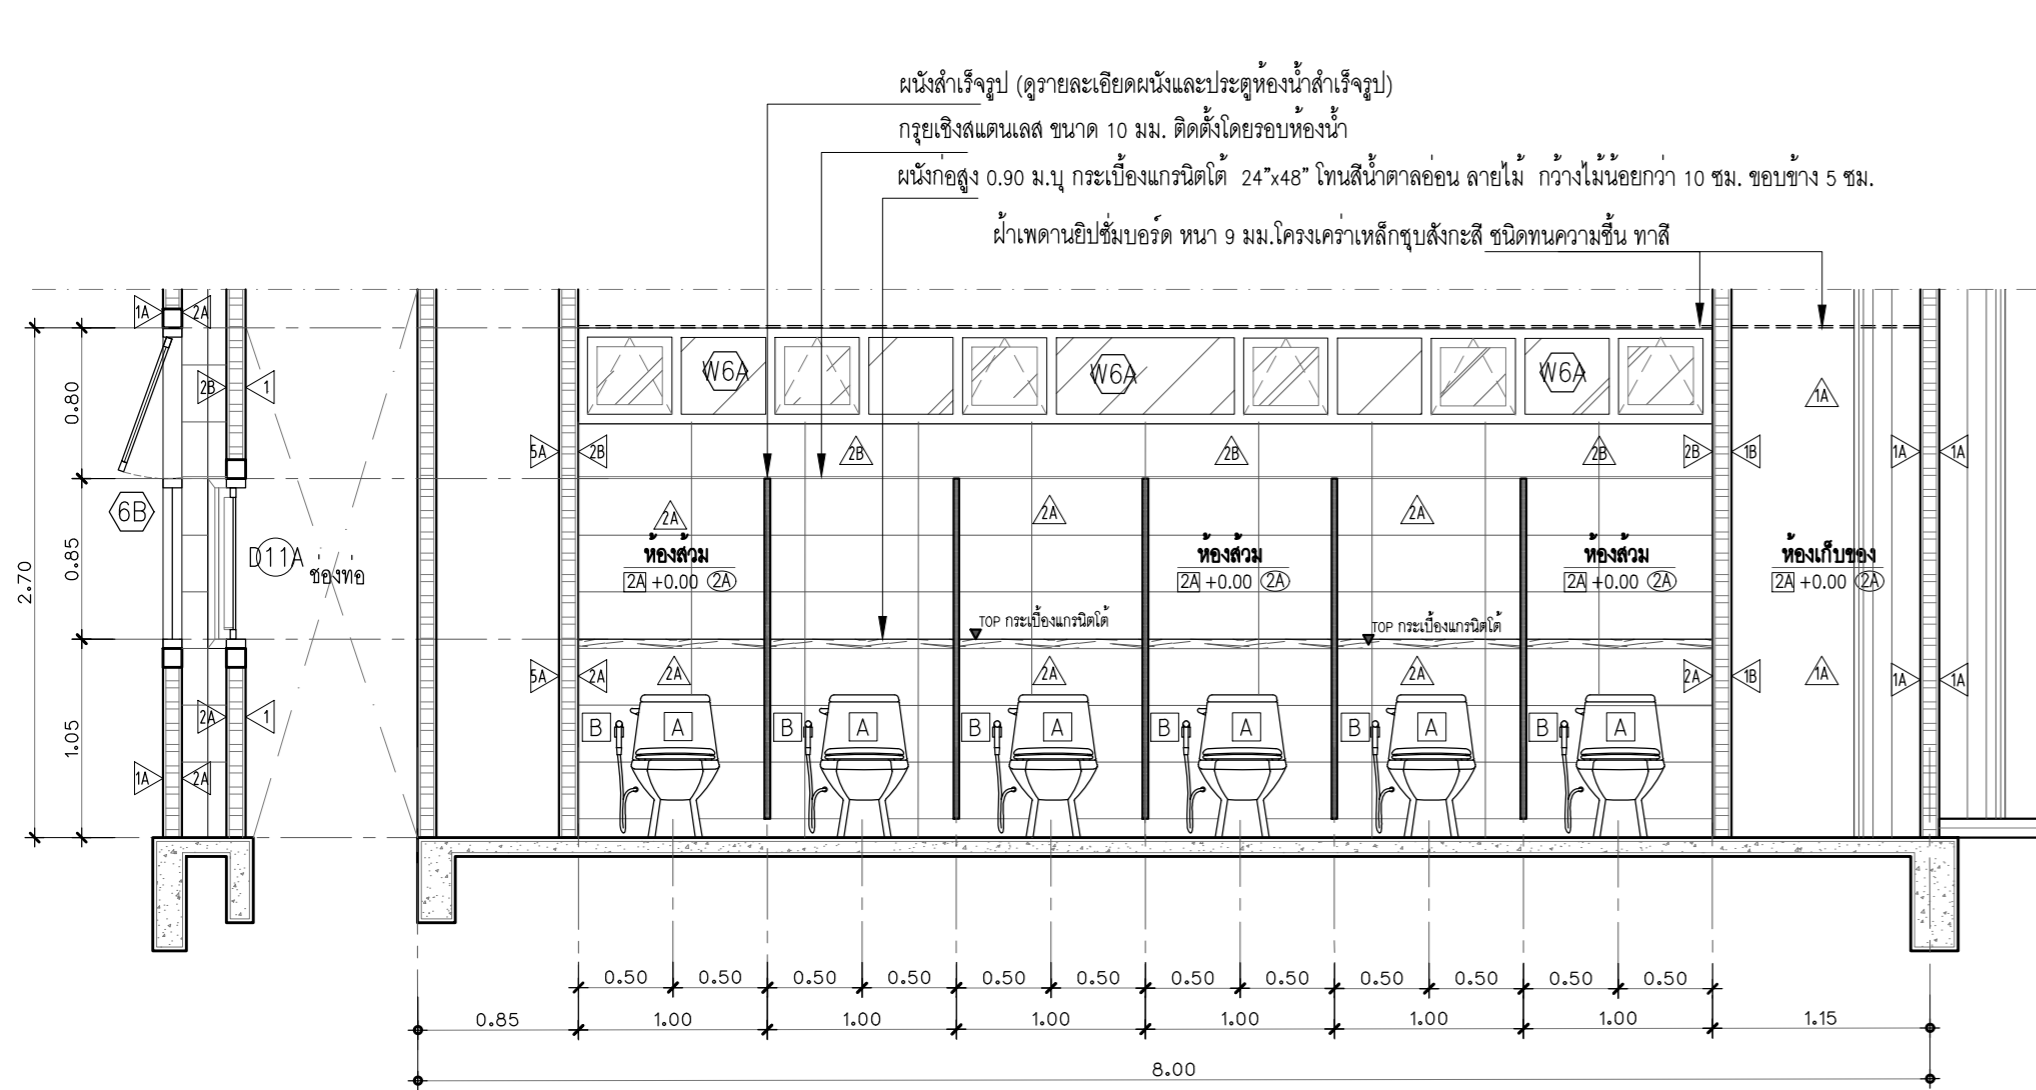 ผนังสำเร็จรูป (ดูรายละเอียดผนังและประตูห้องน้ำสำเร็จรูป)
กรุยเชิงสแตนเลส ขนาด 10 มม. ติดตั้งโดยรอบห้องน้ำ
ผนังก่อสูง 0.90 ม.บุ กระเบื้องแกรนิตโต้ 24"x48" โทนสีน้ำตาลอ่อน ลายไม้ กว้างไม้น้อยกว่า 10 ซม. ขอบข้าง 5 ซม.
ฝ้าเพดานยิปซั่มบอร์ด หนา 9 มม.โครงเคร่าเหล็กชุบสังกะสี ชนิดทนความชื้น ทาสี
1A 2A
W6A W6A W6A
2B 1 1A
0.80
5A 2B 2B 2B 2B 2B 1B 1A 1A
6B 2A 2A 2A
0.85 D11A ช่องท่อ
ห้องส้วม ห้องส้วม ห้องส้วม ห้องเก็บของ
2A +0.00 2A 2A +0.00 2A 2A +0.00 2A 2A +0.00 2A
2.70
TOP กระเบื้องแกรนิตโต้ TOP กระเบื้องแกรนิตโต้
5A 2A 2A 2A 2A 2A 1B 1A 1A 1A
2A 1
1.05
B A B A B A B A B A B A
1A 2A
0.50 0.50 0.50 0.50 0.50 0.50 0.50 0.50 0.50 0.50 0.50 0.50
0.85 1.00 1.00 1.00 1.00 1.00 1.00 1.15
8.00